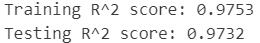 Training R^2 score: 0.9753
Testing R^2 score: 0.9732